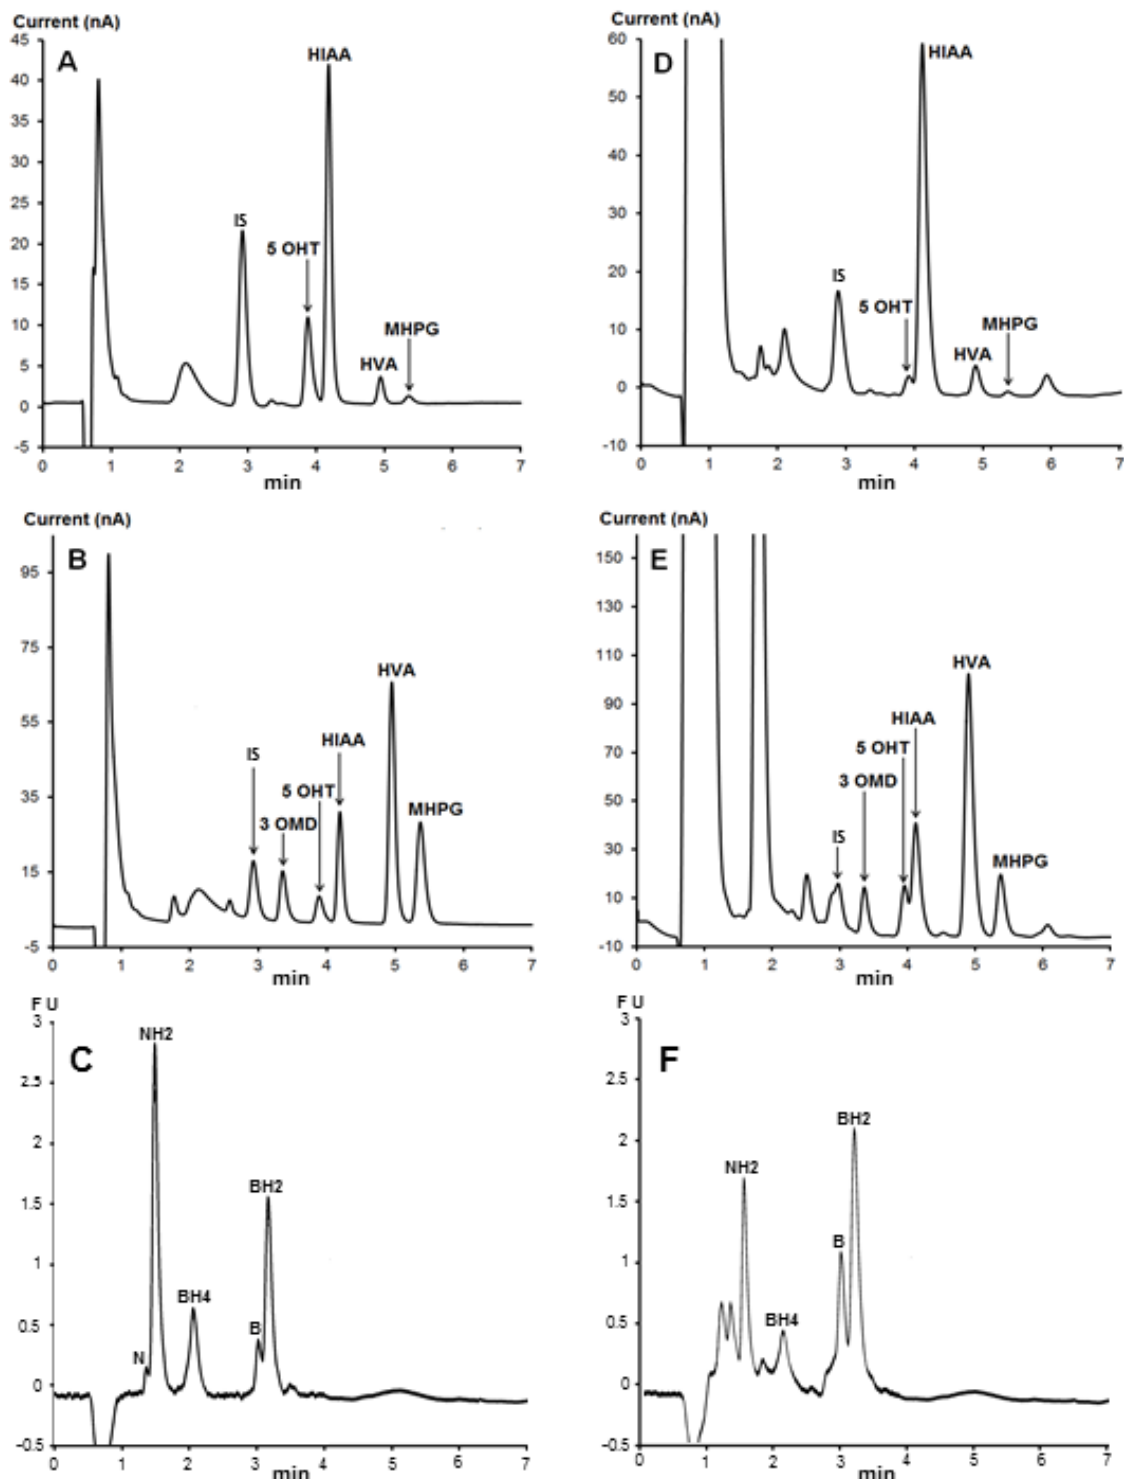 Current (nA)
A
45
40
35
30
25
20
15
10
5
0
-5
HIAA
IS
5 OHT
MHPG
HVA
0 1 2 3 4 5 6 7
min
Current (nA)
D
60
50
40
30
20
10
0
-10
HIAA
IS
5 OHT
MHPG
HVA
0 1 2 3 4 5 6 7
min
Current (nA)
B
95
75
55
35
15
-5
HVA
HIAA
IS
5 OHT
3 OMD
MHPG
0 1 2 3 4 5 6 7
min
Current (nA)
E
150
130
110
90
70
50
30
10
-10
HVA
HIAA
5 OHT
3 OMD
IS
MHPG
0 1 2 3 4 5 6 7
min
F U
C
3
2.5
2
1.5
1
0.5
0
-0.5
NH2
BH2
BH4
B
N
0 1 2 3 4 5 6 7
min
F U
F
3
2.5
2
1.5
1
0.5
0
-0.5
BH2
NH2
B
BH4
0 1 2 3 4 5 6 7
min